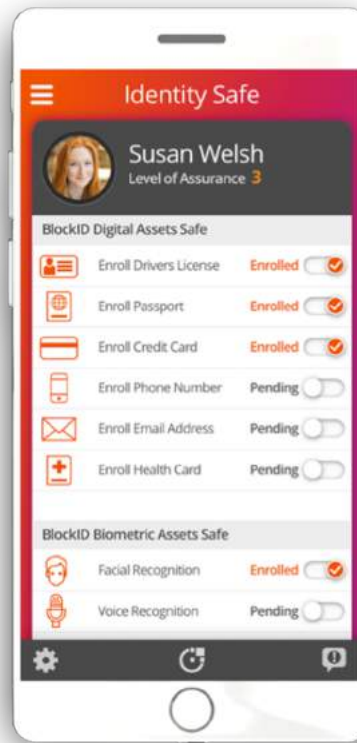 Identity Safe
Susan Welsh
Level of Assurance 3
BlockID Digital Assets Safe
Enroll Drivers License Enrolled
Enroll Passport Enrolled
Enroll Credit Card Enrolled
Enroll Phone Number Pending
Enroll Email Address Pending
Enroll Health Card Pending
BlockID Biometric Assets Safe
Facial Recognition Enrolled
Voice Recognition Pending